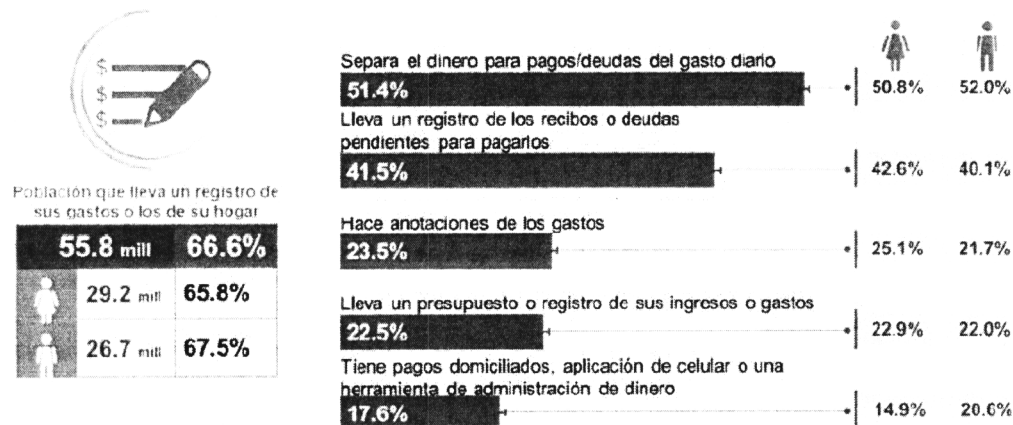 $
$
$
Población que lleva un registro de
sus gastos o los de su hogar
55.8 mill 66.6%
29.2 mill 65.8%
26.7 mill 67.5%
Separa el dinero para pagos/deudas del gasto diario
51.4% 50.8% 52.0%
Lleva un registro de los recibos o deudas
pendientes para pagarlos
41.5% 42.6% 40.1%
Hace anotaciones de los gastos
23.5% 25.1% 21.7%
Lleva un presupuesto o registro de sus ingresos o gastos
22.5% 22.9% 22.0%
Tiene pagos domiciliados, aplicación de celular o una
herramienta de administración de dinero
17.6% 14.9% 20.6%